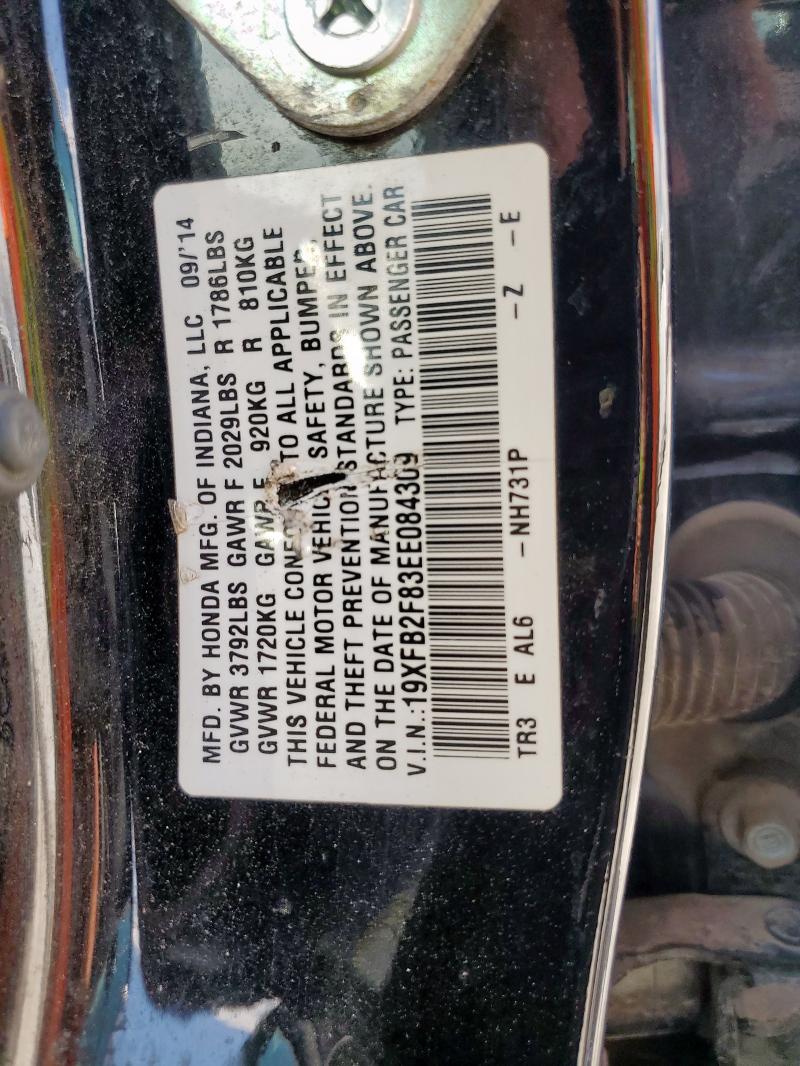 MFD. BY HONDA MFG. OF INDIANA, LLC 09/'14
GVWR 3792LBS GAWR F 2029LBS R 1786LBS
GVWR 1720KG GAWR F 920KG R 810KG
THIS VEHICLE TO ALL APPLICABLE
FEDERAL MOTOR VEHICLE SAFETY, BUMPER,
AND THEFT PREVENTION STANDARDS IN EFFECT
ON THE DATE OF MANUFACTURE SHOWN ABOVE.
V.I.N.:19XFB2F83EE084309 TYPE: PASSENGER CAR
TR3 E AL6 -NH731P -Z -E